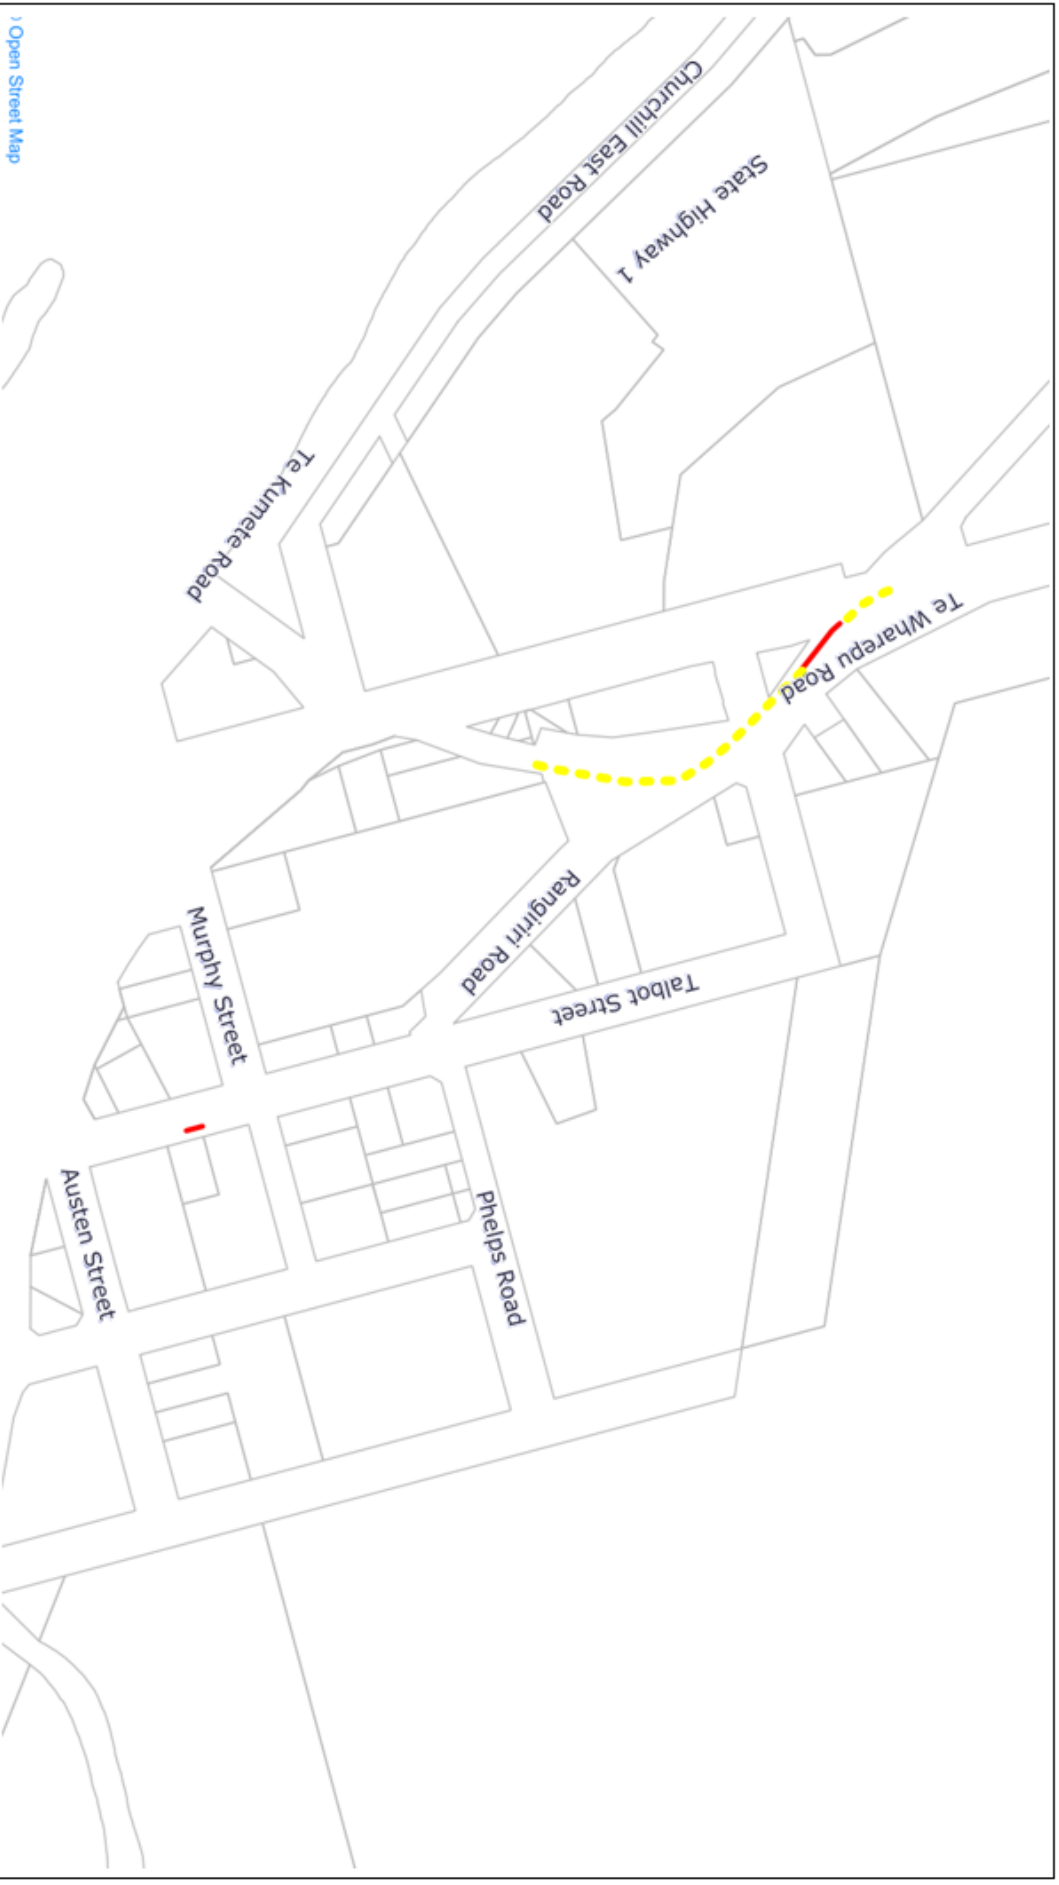 © Open Street Map
Churchill East Road
State Highway 1
Te Kumete Road
Te Wharepu Road
Rangiriri Road
Murphy Street
Talbot Street
Austen Street
Phelps Road